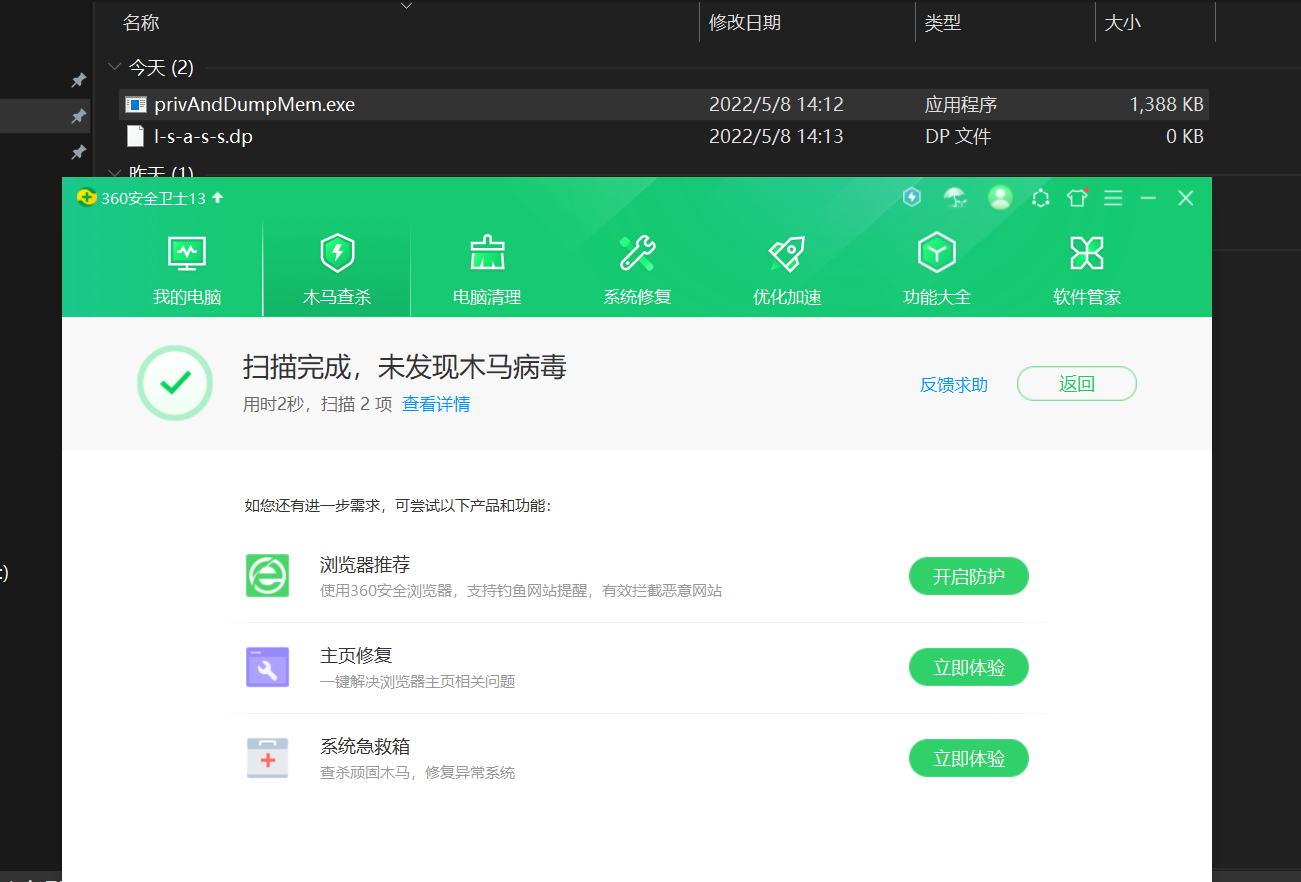 名称 修改日期 类型 大小
今天 (2)
privAndDumpMem.exe 2022/5/8 14:12 应用程序 1,388 KB
l-s-a-s-s.dp 2022/5/8 14:13 DP 文件 0 KB
昨天 (1)
360安全卫士13
我的电脑 木马查杀 电脑清理 系统修复 优化加速 功能大全 软件管家
扫描完成，未发现木马病毒
用时2秒，扫描 2 项 查看详情
反馈求助 返回
如您还有进一步需求，可尝试以下产品和功能：
浏览器推荐
使用360安全浏览器，支持钓鱼网站提醒，有效拦截恶意网站
开启防护
主页修复
一键解决浏览器主页相关问题
立即体验
系统急救箱
查杀顽固木马，修复异常系统
立即体验
:)